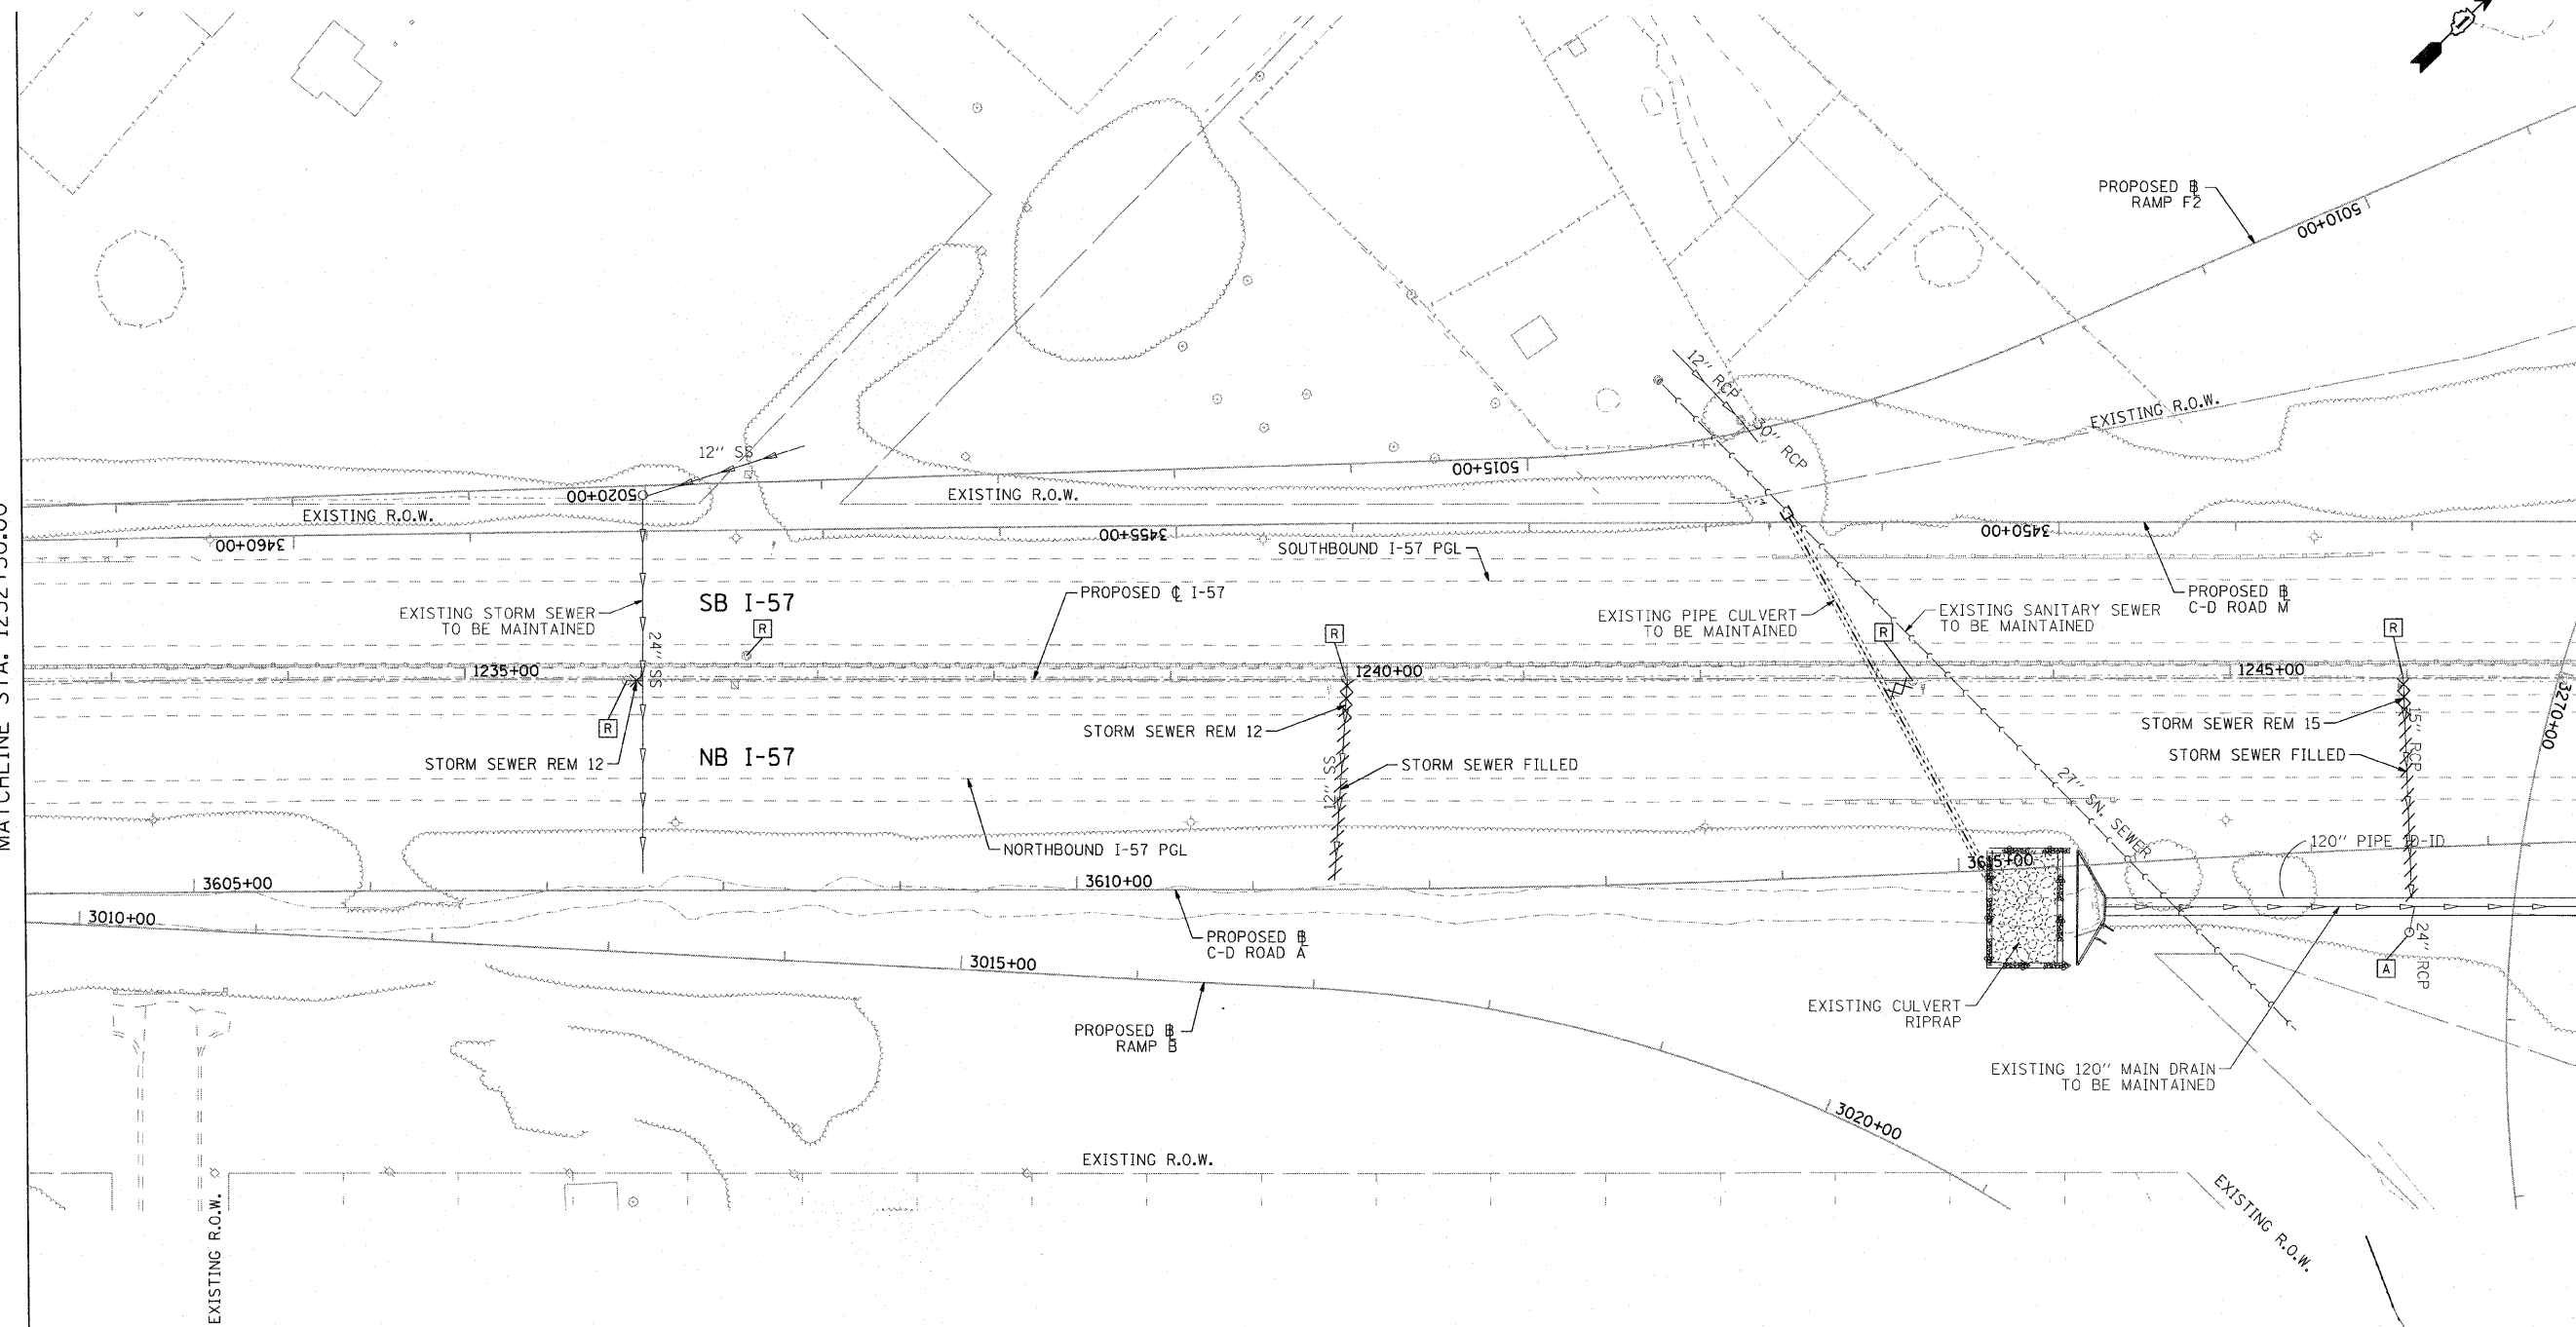 PROPOSED ⅊
RAMP F2
5010+00
12" RCP
30" RCP
EXISTING R.O.W.
12" SS
5020+00
EXISTING R.O.W.
5015+00
EXISTING R.O.W.
3460+00
3455+00
3450+00
SOUTHBOUND I-57 PGL
EXISTING STORM SEWER
TO BE MAINTAINED
SB I-57
R
PROPOSED ℄ I-57
R
EXISTING PIPE CULVERT
TO BE MAINTAINED
R
EXISTING SANITARY SEWER
TO BE MAINTAINED
PROPOSED
C-D ROAD M
R
24" SS
1235+00
1240+00
1245+00
3270+00
R
STORM SEWER REM 12
NB I-57
STORM SEWER REM 12
12" SS
STORM SEWER FILLED
STORM SEWER REM 15
STORM SEWER FILLED
15" RCP
27" SN. SEWER
NORTHBOUND I-57 PGL
120" PIPE
3605+00
3610+00
3615+00
3010+00
PROPOSED
C-D ROAD A
3015+00
24" RCP
A
EXISTING CULVERT
RIPRAP
PROPOSED
RAMP B
EXISTING 120" MAIN DRAIN
TO BE MAINTAINED
3020+00
EXISTING R.O.W.
EXISTING R.O.W.
EXISTING R.O.W.